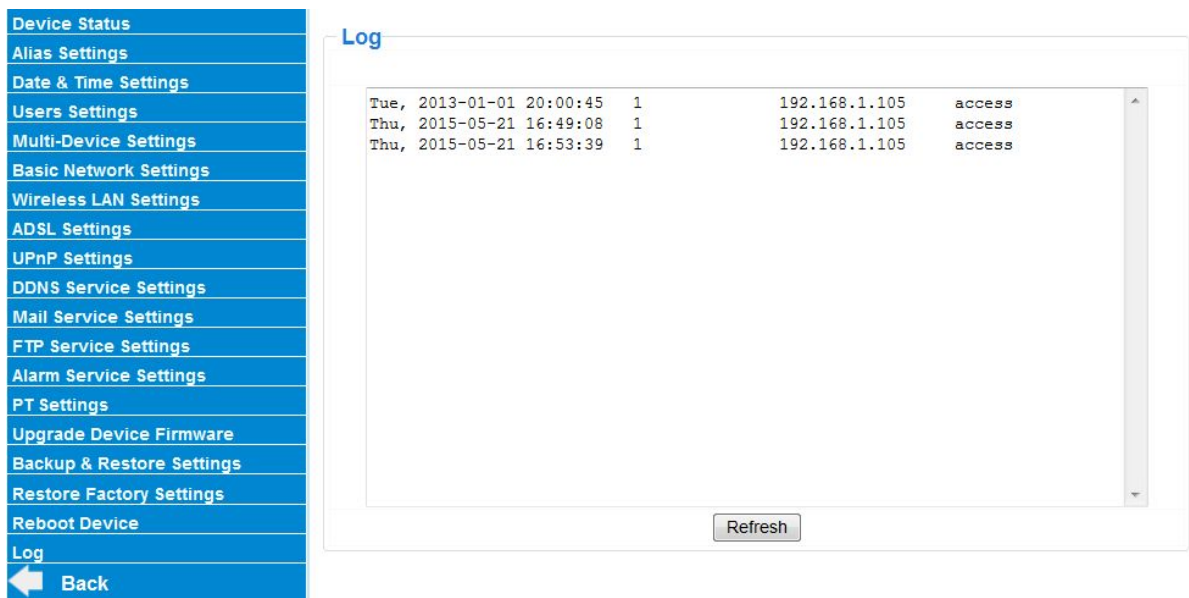 Device Status
Alias Settings
Date & Time Settings
Users Settings
Multi-Device Settings
Basic Network Settings
Wireless LAN Settings
ADSL Settings
UPnP Settings
DDNS Service Settings
Mail Service Settings
FTP Service Settings
Alarm Service Settings
PT Settings
Upgrade Device Firmware
Backup & Restore Settings
Restore Factory Settings
Reboot Device
Log
Back
Log
Tue, 2013-01-01 20:00:45 1 192.168.1.105 access
Thu, 2015-05-21 16:49:08 1 192.168.1.105 access
Thu, 2015-05-21 16:53:39 1 192.168.1.105 access
Refresh